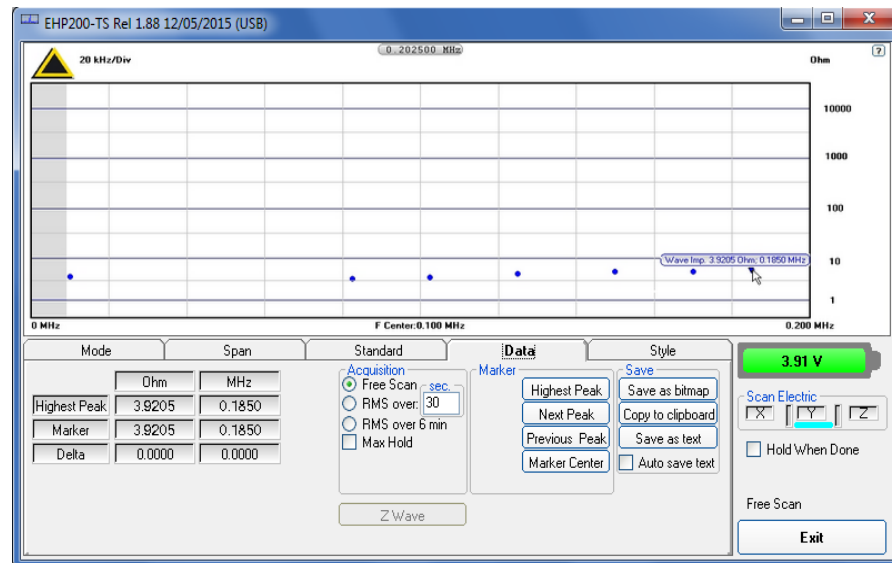 EHP200-TS Rel 1.88 12/05/2015 (USB)
20 kHz/Div
0.202500 MHz
Ohm
?
10000
1000
100
Wave Imp. 3.9205 Ohm; 0.1850 MHz
10
1
0 MHz
F Center:0.100 MHz
0.200 MHz
Mode
Span
Standard
Data
Style
Ohm
MHz
Highest Peak
3.9205
0.1850
Marker
3.9205
0.1850
Delta
0.0000
0.0000
Acquisition
Free Scan
sec.
RMS over:
30
RMS over 6 min
Max Hold
Z Wave
Marker
Highest Peak
Next Peak
Previous Peak
Marker Center
Save
Save as bitmap
Copy to clipboard
Save as text
Auto save text
3.91 V
Scan Electric
X
Y
Z
Hold When Done
Free Scan
Exit